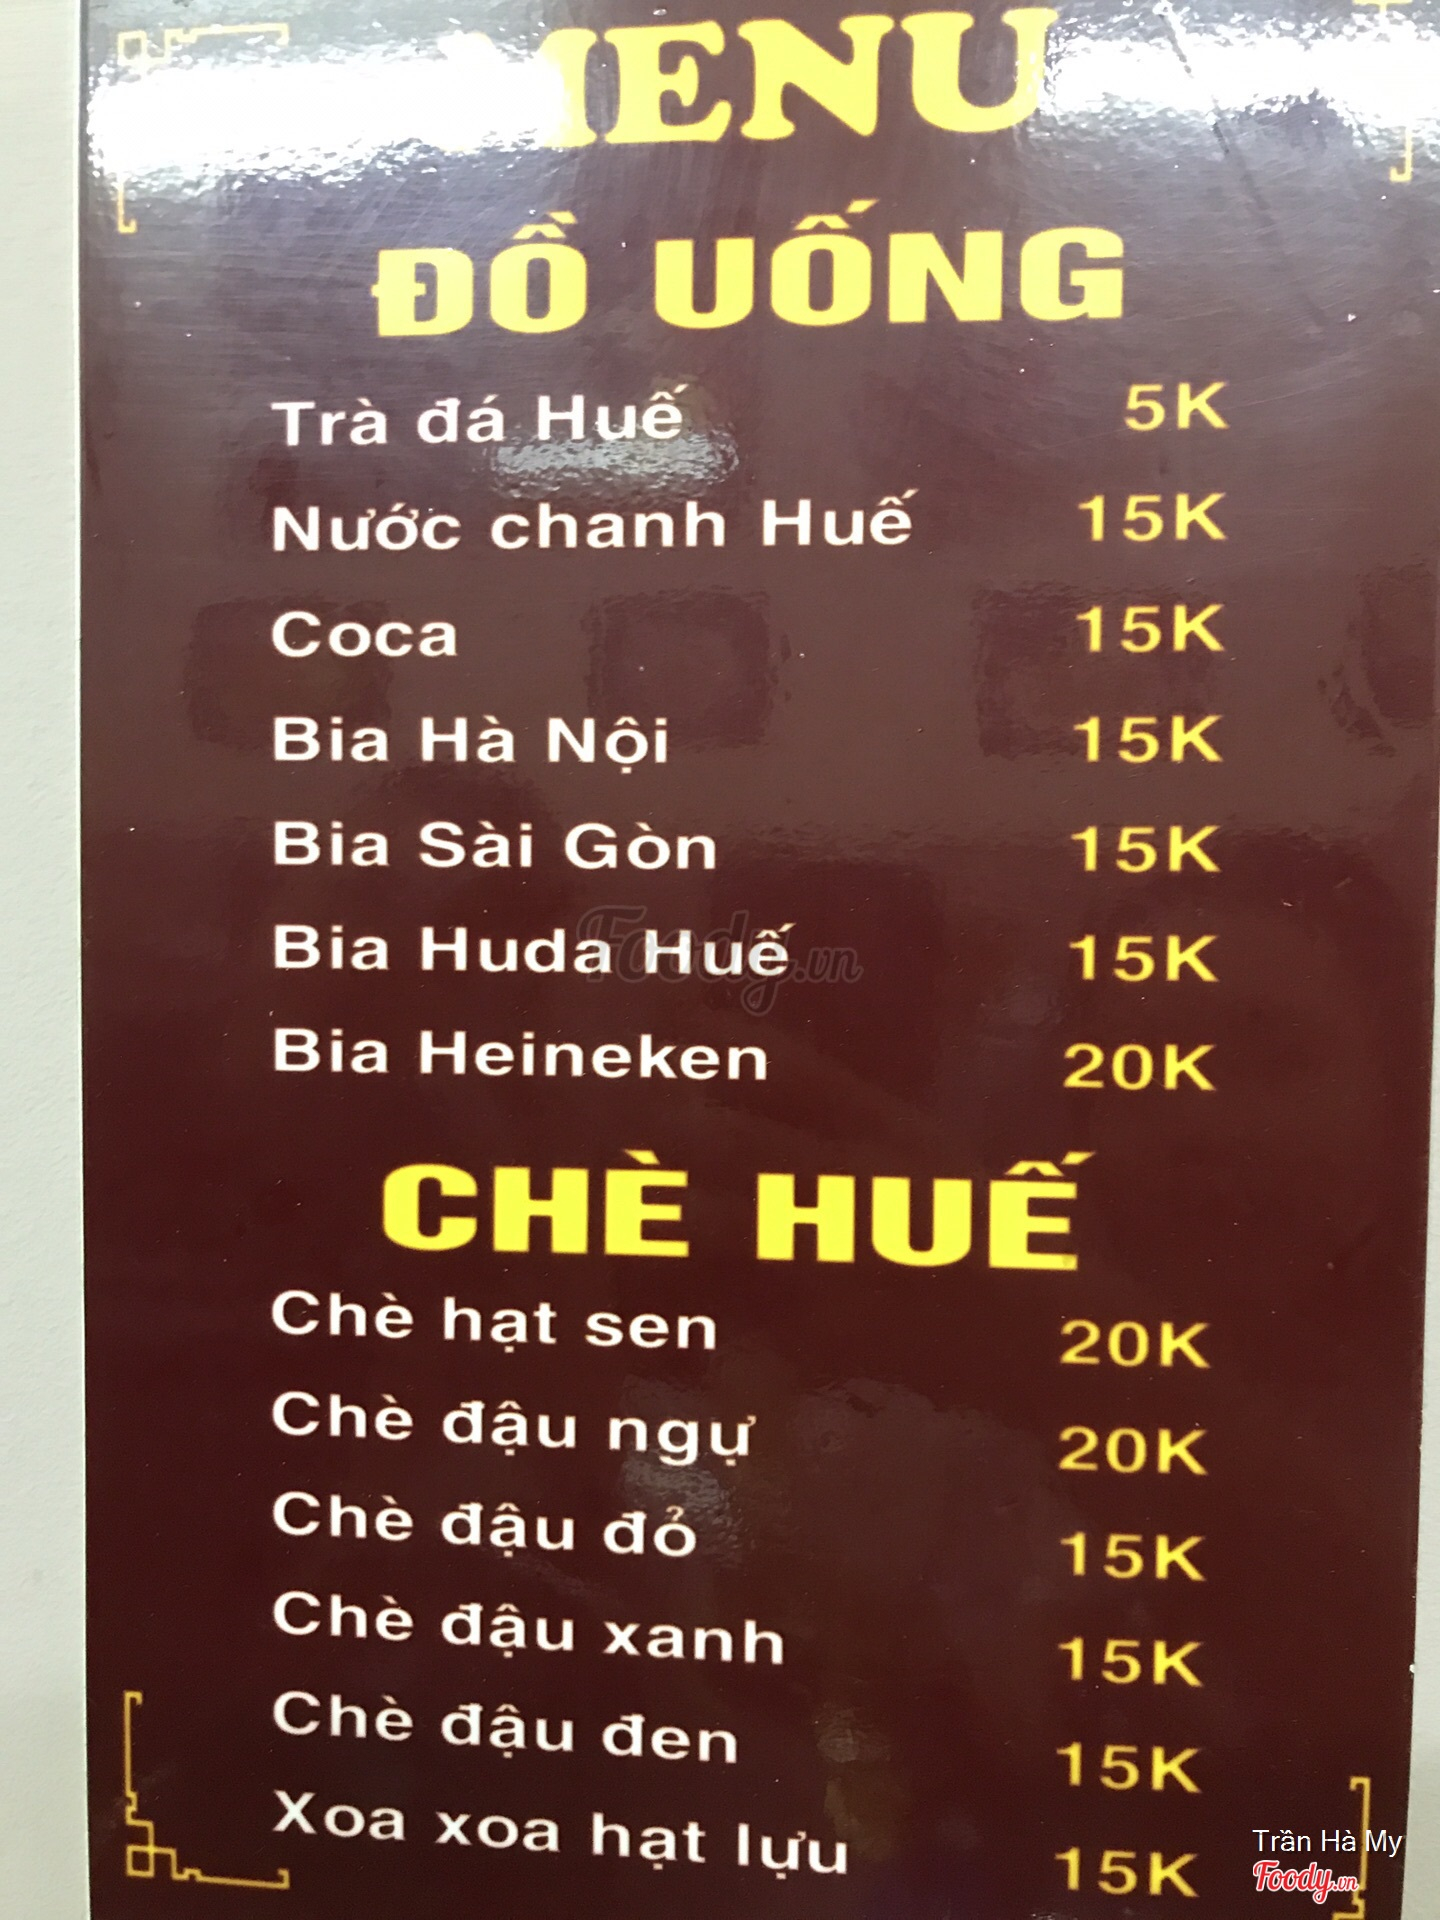 MENU
ĐỒ UỐNG
Trà đá Huế 5K
Nước chanh Huế 15K
Coca 15K
Bia Hà Nội 15K
Bia Sài Gòn 15K
Bia Huda Huế 15K
Foody.vn
Bia Heineken 20K
CHÈ HUẾ
Chè hạt sen 20K
Chè đậu ngự 20K
Chè đậu đỏ 15K
Chè đậu xanh 15K
Chè đậu đen 15K
Xoa xoa hạt lựu 15K
Trần Hà My
Foody.vn